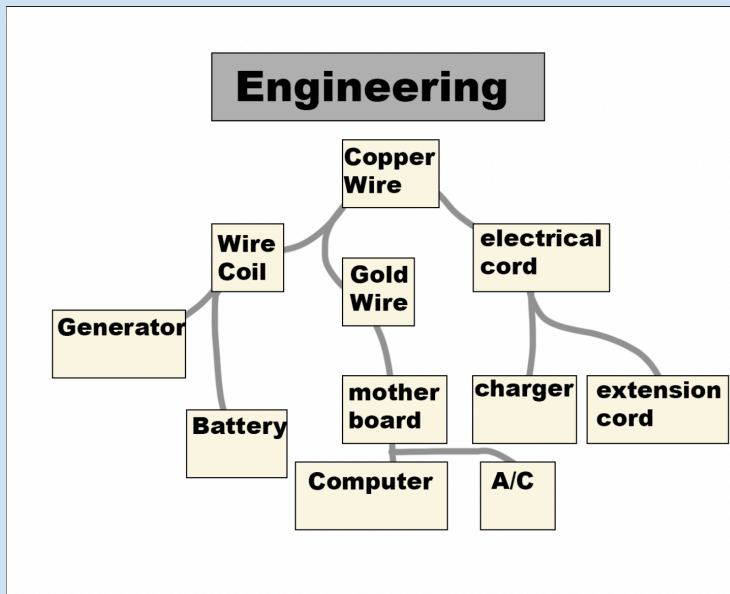 Engineering
Copper
Wire
Wire
Coil
electrical
cord
Gold
Wire
Generator
mother
board
charger
extension
cord
Battery
Computer
A/C